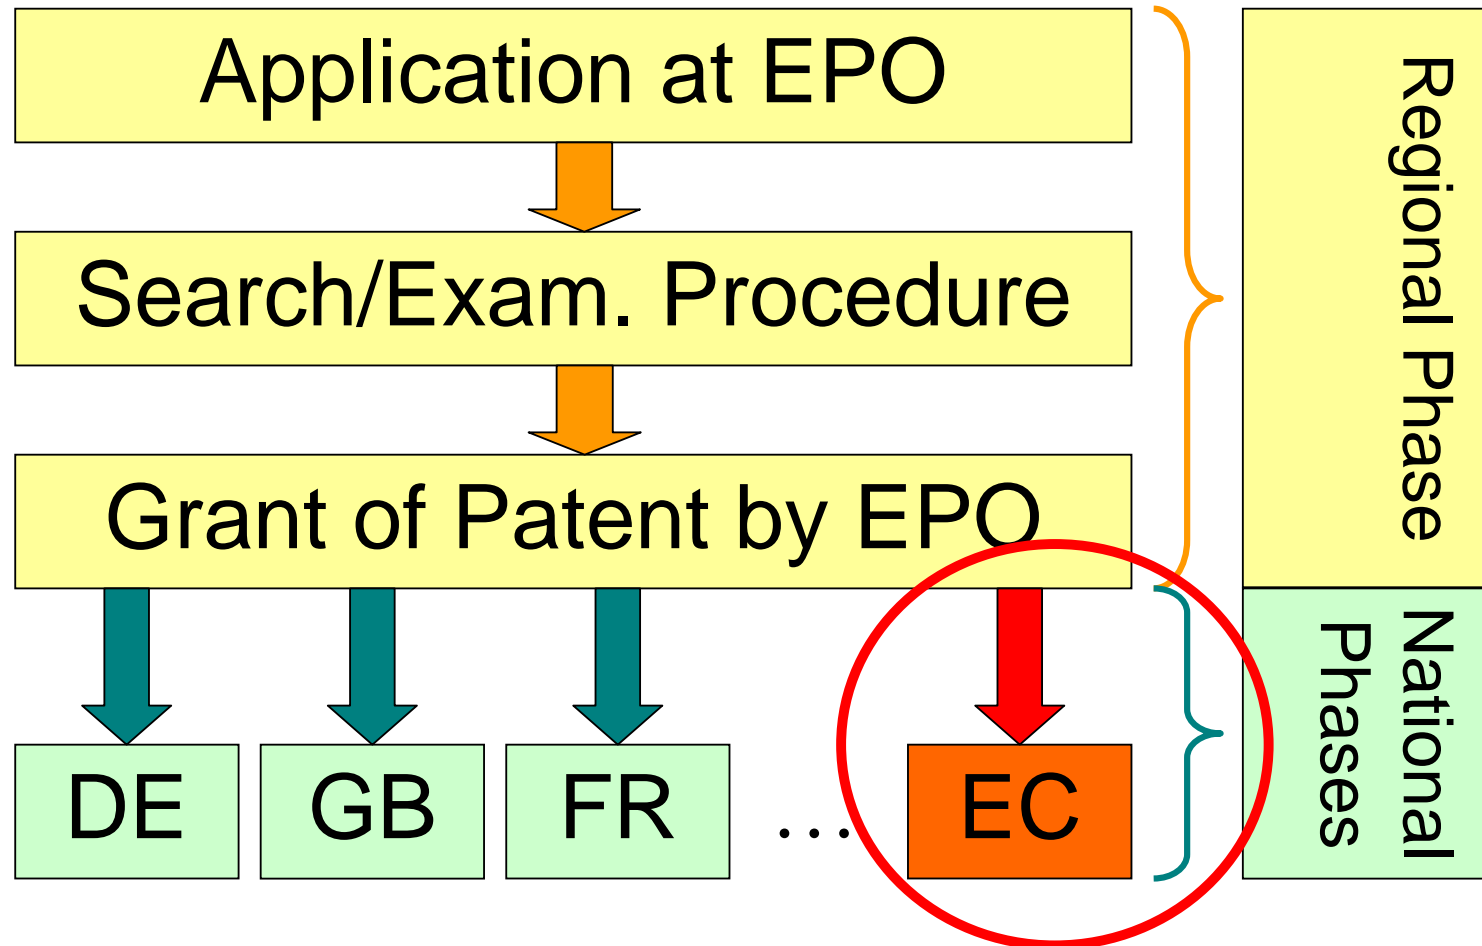 Application at EPO
Search/Exam. Procedure
Grant of Patent by EPO
DE
GB
FR
...
EC
Regional Phase
National
Phases